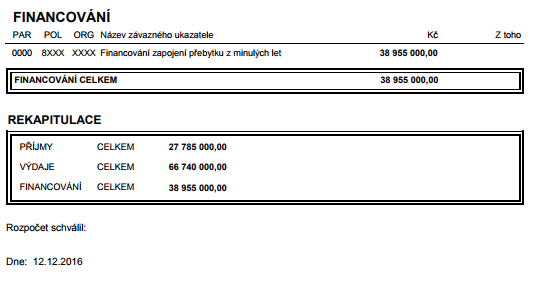 FINANCOVÁNÍ
PAR POL ORG Název závazného ukazatele Kč Z toho
0000 8XXX XXXX Financování zapojení přebytku z minulých let 38 955 000,00
FINANCOVÁNÍ CELKEM 38 955 000,00
REKAPITULACE
PŘÍJMY CELKEM 27 785 000,00
VÝDAJE CELKEM 66 740 000,00
FINANCOVÁNÍ CELKEM 38 955 000,00
Rozpočet schválil:
Dne: 12.12.2016